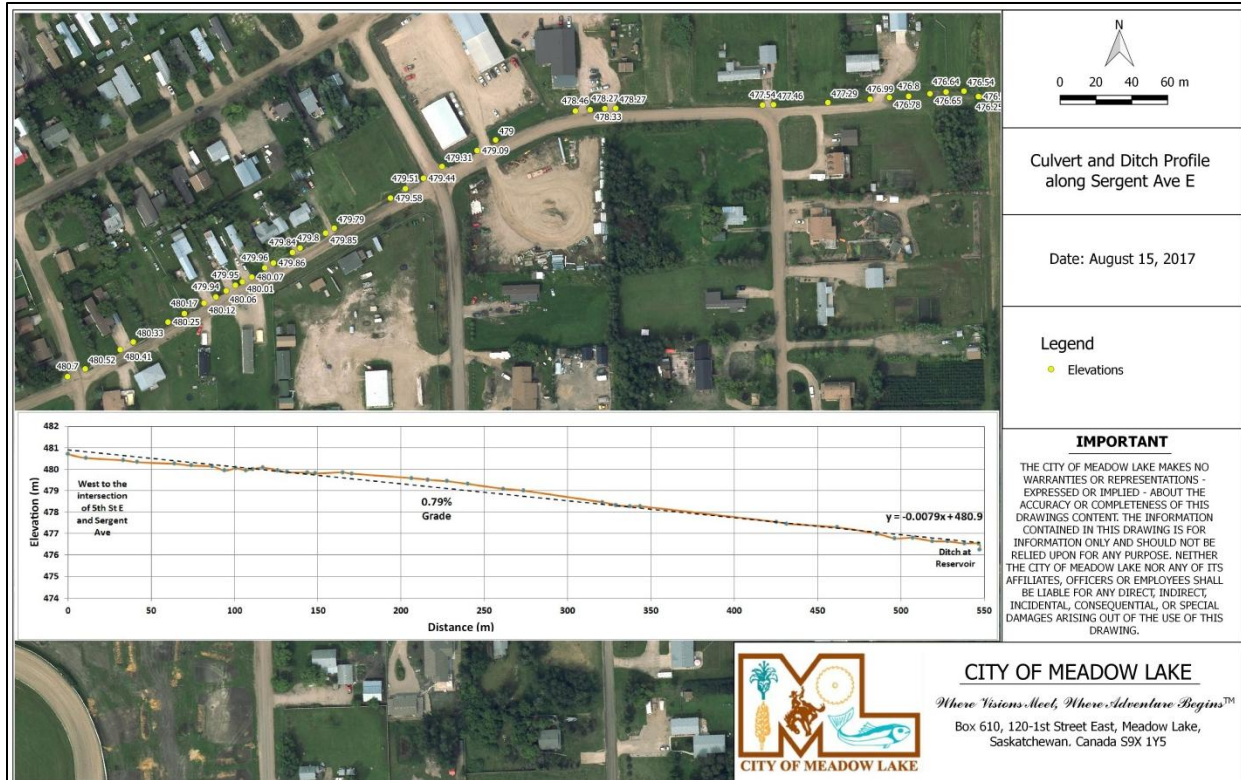 478.46
478.27
478.27
478.33
477.54
477.46
477.29
476.99
476.8
476.78
476.64
476.65
476.54
476.25
479
479.09
479.31
479.44
479.51
479.58
479.79
479.85
479.8
479.84
479.86
479.96
480.07
479.95
480.01
479.94
480.06
480.17
480.12
480.25
480.33
480.41
480.52
480.7
482
481
480
479
478
477
476
475
474
Elevation (m)
West to the
intersection
of 5th St E
and Sergent
Ave
0.79%
Grade
y = -0.0079x + 480.9
Ditch at
Reservoir
0 50 100 150 200 250 300 350 400 450 500 550
Distance (m)
N
0 20 40 60 m
Culvert and Ditch Profile
along Sergent Ave E
Date: August 15, 2017
Legend
Elevations
IMPORTANT
THE CITY OF MEADOW LAKE MAKES NO
WARRANTIES OR REPRESENTATIONS -
EXPRESSED OR IMPLIED - ABOUT THE
ACCURACY OR COMPLETENESS OF THIS
DRAWINGS CONTENT. THE INFORMATION
CONTAINED IN THIS DRAWING IS FOR
INFORMATION ONLY AND SHOULD NOT BE
RELIED UPON FOR ANY PURPOSE. NEITHER
THE CITY OF MEADOW LAKE NOR ANY OF ITS
AFFILIATES, OFFICERS OR EMPLOYEES SHALL
BE LIABLE FOR ANY DIRECT, INDIRECT,
INCIDENTAL, CONSEQUENTIAL, OR SPECIAL
DAMAGES ARISING OUT OF THE USE OF THIS
DRAWING.
ML
CITY OF MEADOW LAKE
CITY OF MEADOW LAKE
Where Visions Meet, Where Adventure Begins™
Box 610, 120-1st Street East, Meadow Lake,
Saskatchewan. Canada S9X 1Y5